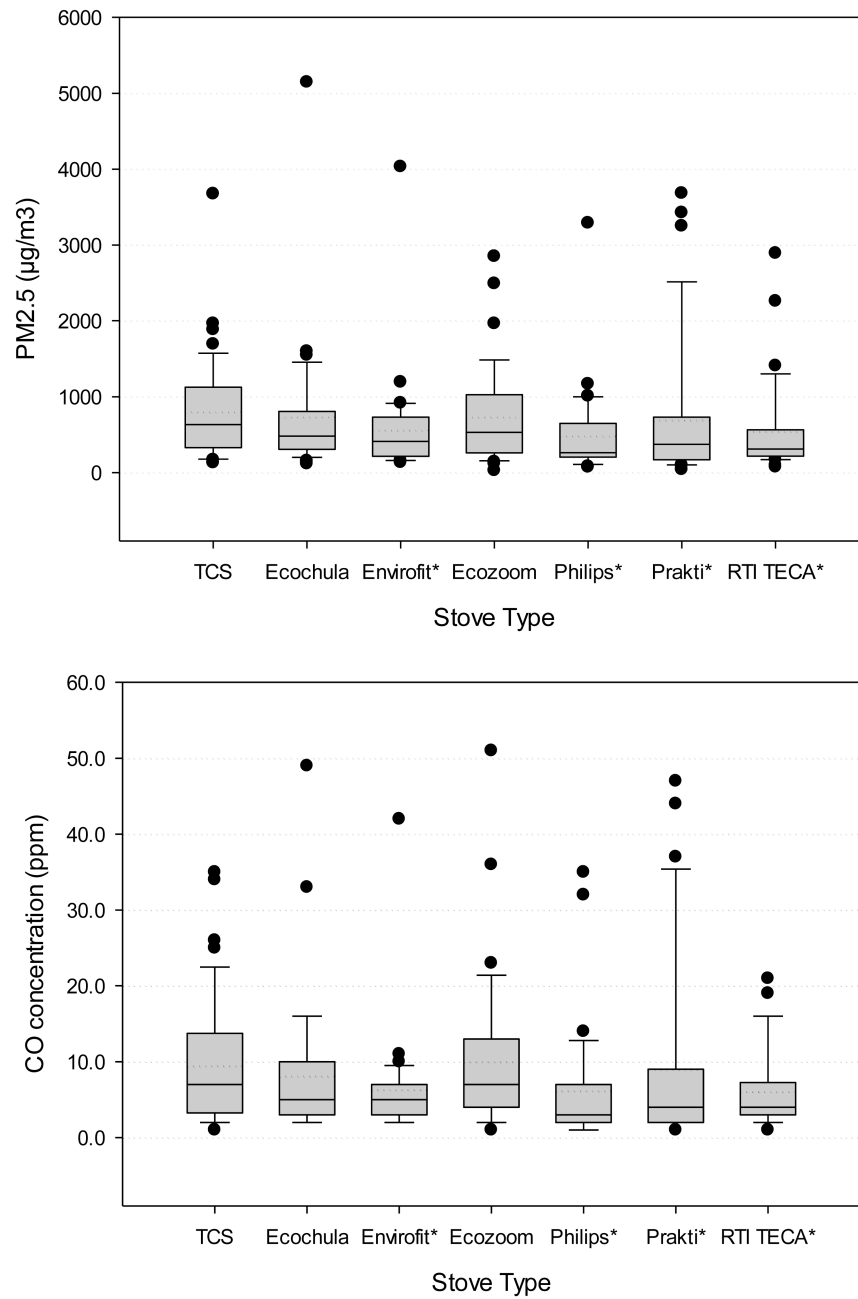 6000
5000
4000
3000
2000
1000
0
PM2.5 (µg/m3)
TCS Ecochula Envirofit* Ecozoom Philips* Prakti* RTI TECA*
Stove Type
60.0
50.0
40.0
30.0
20.0
10.0
0.0
CO concentration (ppm)
TCS Ecochula Envirofit* Ecozoom Philips* Prakti* RTI TECA*
Stove Type